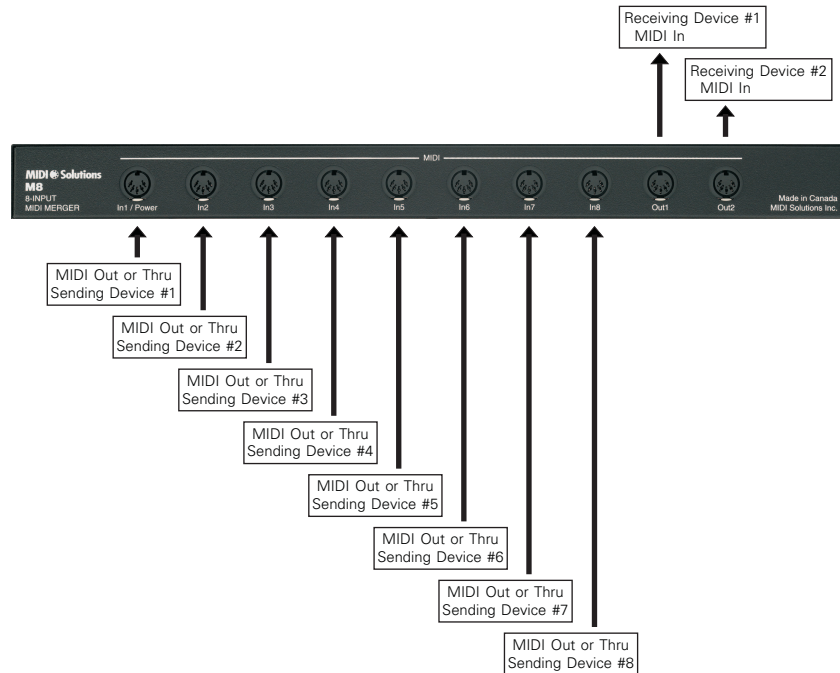 Receiving Device #1
MIDI In
Receiving Device #2
MIDI In
MIDI
MIDI Solutions
M8
8-INPUT
MIDI MERGER
In1 / Power
In2
In3
In4
In5
In6
In7
In8
Out1
Out2
Made in Canada
MIDI Solutions Inc.
MIDI Out or Thru
Sending Device #1
MIDI Out or Thru
Sending Device #2
MIDI Out or Thru
Sending Device #3
MIDI Out or Thru
Sending Device #4
MIDI Out or Thru
Sending Device #5
MIDI Out or Thru
Sending Device #6
MIDI Out or Thru
Sending Device #7
MIDI Out or Thru
Sending Device #8